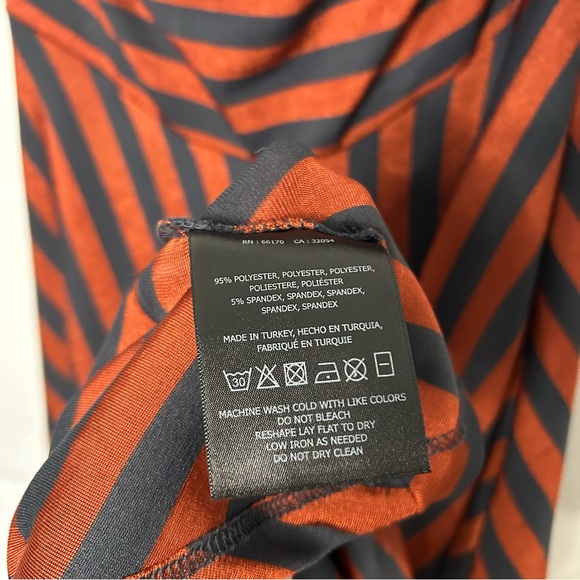 RN : 66170 CA : 32054
95% POLYESTER, POLYESTER, POLYESTER,
POLIESTERE, POLIÉSTER
5% SPANDEX, SPANDEX, SPANDEX,
SPANDEX, SPANDEX
MADE IN TURKEY, HECHO EN TURQUIA,
FABRIQUÉ EN TURQUIE
30
MACHINE WASH COLD WITH LIKE COLORS
DO NOT BLEACH
RESHAPE LAY FLAT TO DRY
LOW IRON AS NEEDED
DO NOT DRY CLEAN